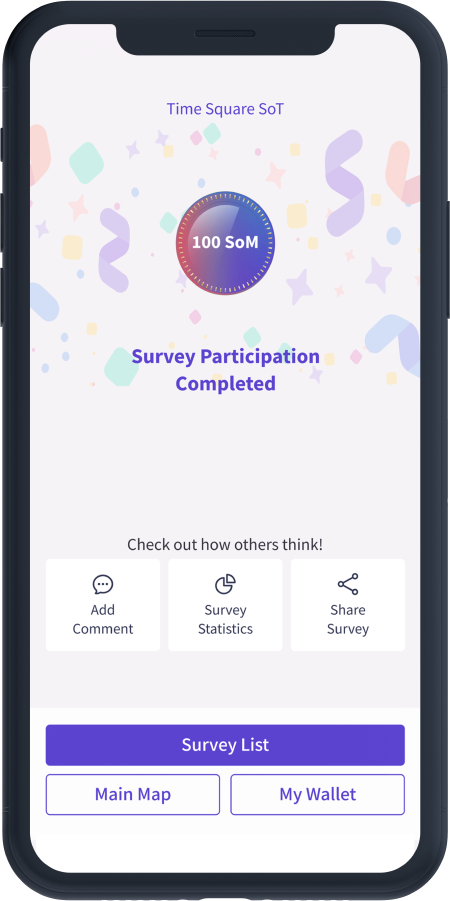 Time Square SoT
100 SoM
Survey Participation
Completed
Check out how others think!
Add
Comment
Survey
Statistics
Share
Survey
Survey List
Main Map
My Wallet